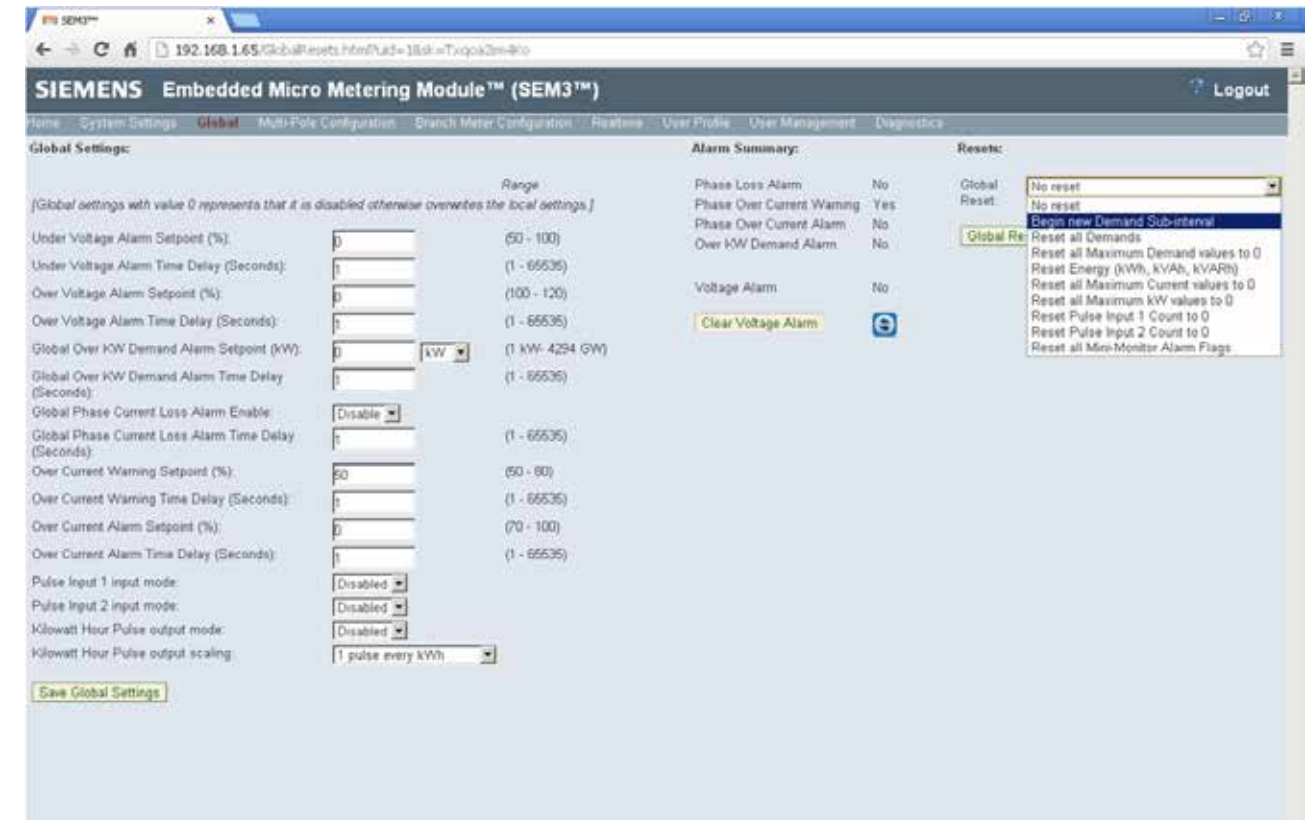 SEM3™
192.168.1.65/GlobalResets.html?uid=
SIEMENS Embedded Micro Metering Module™ (SEM3™)
Logout
Home System Settings Global Multi-Pole Configuration Branch Meter Configuration Realtime User Profile User Management Diagnostics
Global Settings:
Range
[Global settings with value 0 represents that it is disabled otherwise overwrites the local settings.]
Under Voltage Alarm Setpoint (%): 0 (50 - 100)
Under Voltage Alarm Time Delay (Seconds): 1 (1 - 65535)
Over Voltage Alarm Setpoint (%): 0 (100 - 120)
Over Voltage Alarm Time Delay (Seconds): 1 (1 - 65535)
Global Over KW Demand Alarm Setpoint (kW): 0 kW (1 kW- 4294 GW)
Global Over KW Demand Alarm Time Delay (Seconds): 1 (1 - 65535)
Global Phase Current Loss Alarm Enable: Disable
Global Phase Current Loss Alarm Time Delay (Seconds): 1 (1 - 65535)
Over Current Warning Setpoint (%): (50 - 80)
Over Current Warning Time Delay (Seconds): 1 (1 - 65535)
Over Current Alarm Setpoint (%): 0 (70 - 100)
Over Current Alarm Time Delay (Seconds): 1 (1 - 65535)
Pulse Input 1 input mode: Disabled
Pulse Input 2 input mode: Disabled
Kilowatt Hour Pulse output mode: Disabled
Kilowatt Hour Pulse output scaling: 1 pulse every kWh
Save Global Settings
Alarm Summary:
Phase Loss Alarm No
Phase Over Current Warning Yes
Phase Over Current Alarm No
Over KW Demand Alarm No
Voltage Alarm No
Clear Voltage Alarm
Resets:
Global Reset: No reset
Global Re
No reset
Begin new Demand Sub-interval
Reset all Demands
Reset all Maximum Demand values to 0
Reset Energy (kWh, kVAh, kVARh)
Reset all Maximum Current values to 0
Reset all Maximum kW values to 0
Reset Pulse Input 1 Count to 0
Reset Pulse Input 2 Count to 0
Reset all Mini-Monitor Alarm Flags